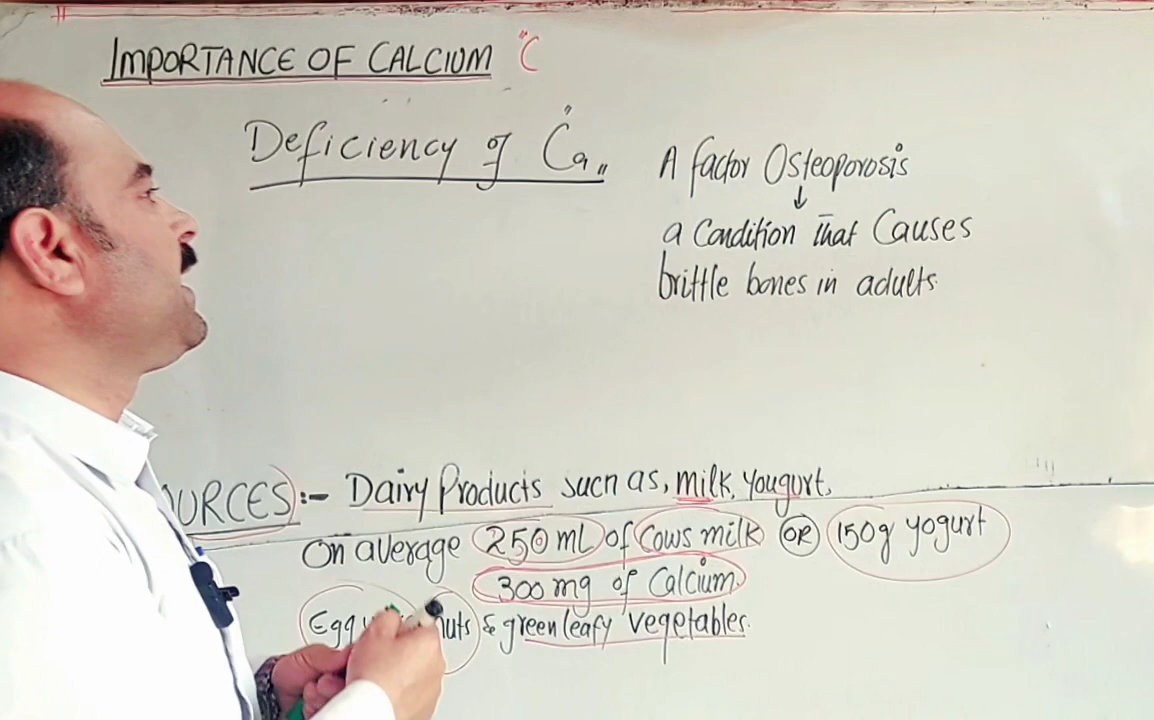 IMPORTANCE OF CALCIUM "C
Deficiency of Ca
A factor Osteoporosis
↓
a Condition that Causes
brittle bones in adults.
OURCES:- Dairy Products such as, milk, Yougurt.
On average 250 mL of Cows milk OR 150g yogurt
300 mg of Calcium.
Egg nuts & green leafy vegetables.